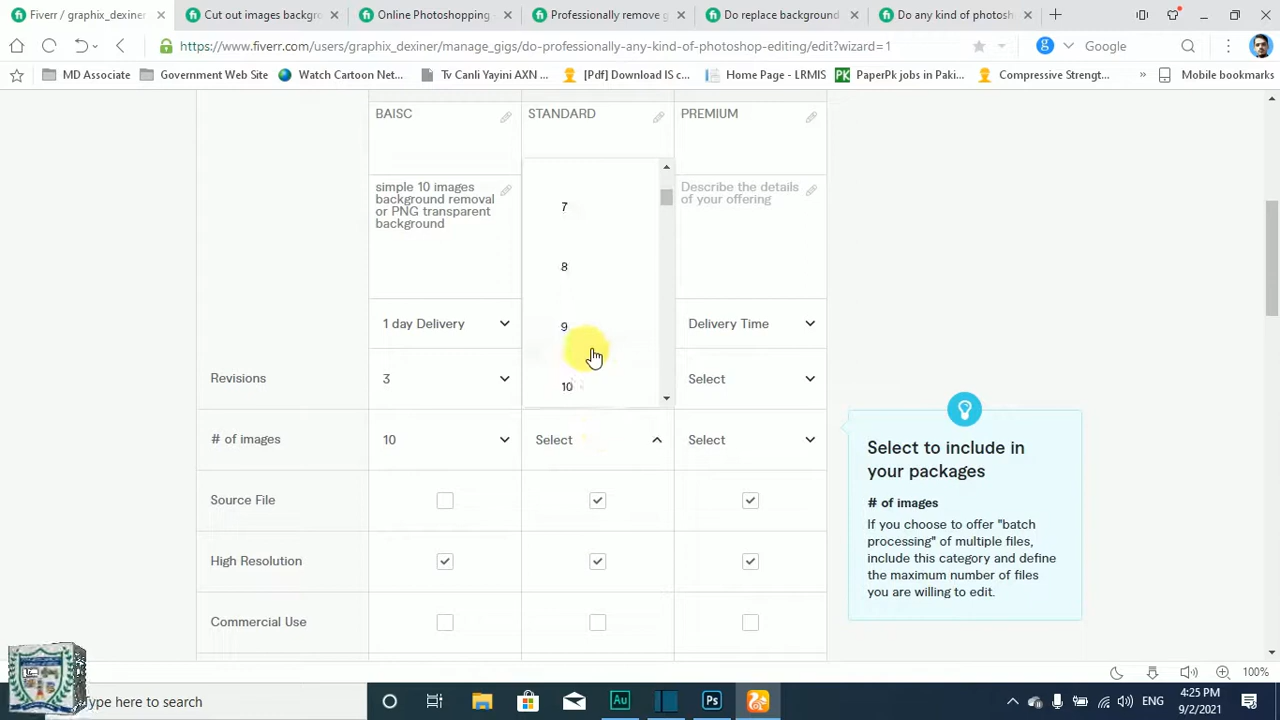 Fiverr / graphix_dexiner
Cut out images backgro
Online Photoshopping -
Professionally remove g
Do replace background
Do any kind of photosh
https://www.fiverr.com/users/graphix_dexiner/manage_gigs/do-professionally-any-kind-of-photoshop-editing/edit?wizard=1
Google
MD Associate
Government Web Site
Watch Cartoon Net...
Tv Canli Yayini AXN ...
[Pdf] Download IS c...
Home Page - LRMIS
PaperPk jobs in Paki...
Compressive Strengt...
»
Mobile bookmarks
BAISC
STANDARD
PREMIUM
simple 10 images
background removal
or PNG transparent
background
Describe the details
of your offering
7
8
9
10
1 day Delivery
Delivery Time
Revisions
3
Select
# of images
10
Select
Select
Source File
High Resolution
Commercial Use
Select to include in
your packages
# of images
If you choose to offer "batch
processing" of multiple files,
include this category and define
the maximum number of files
you are willing to edit.
100%
Type here to search
Au
Ps
ENG
4:25 PM
9/2/2021